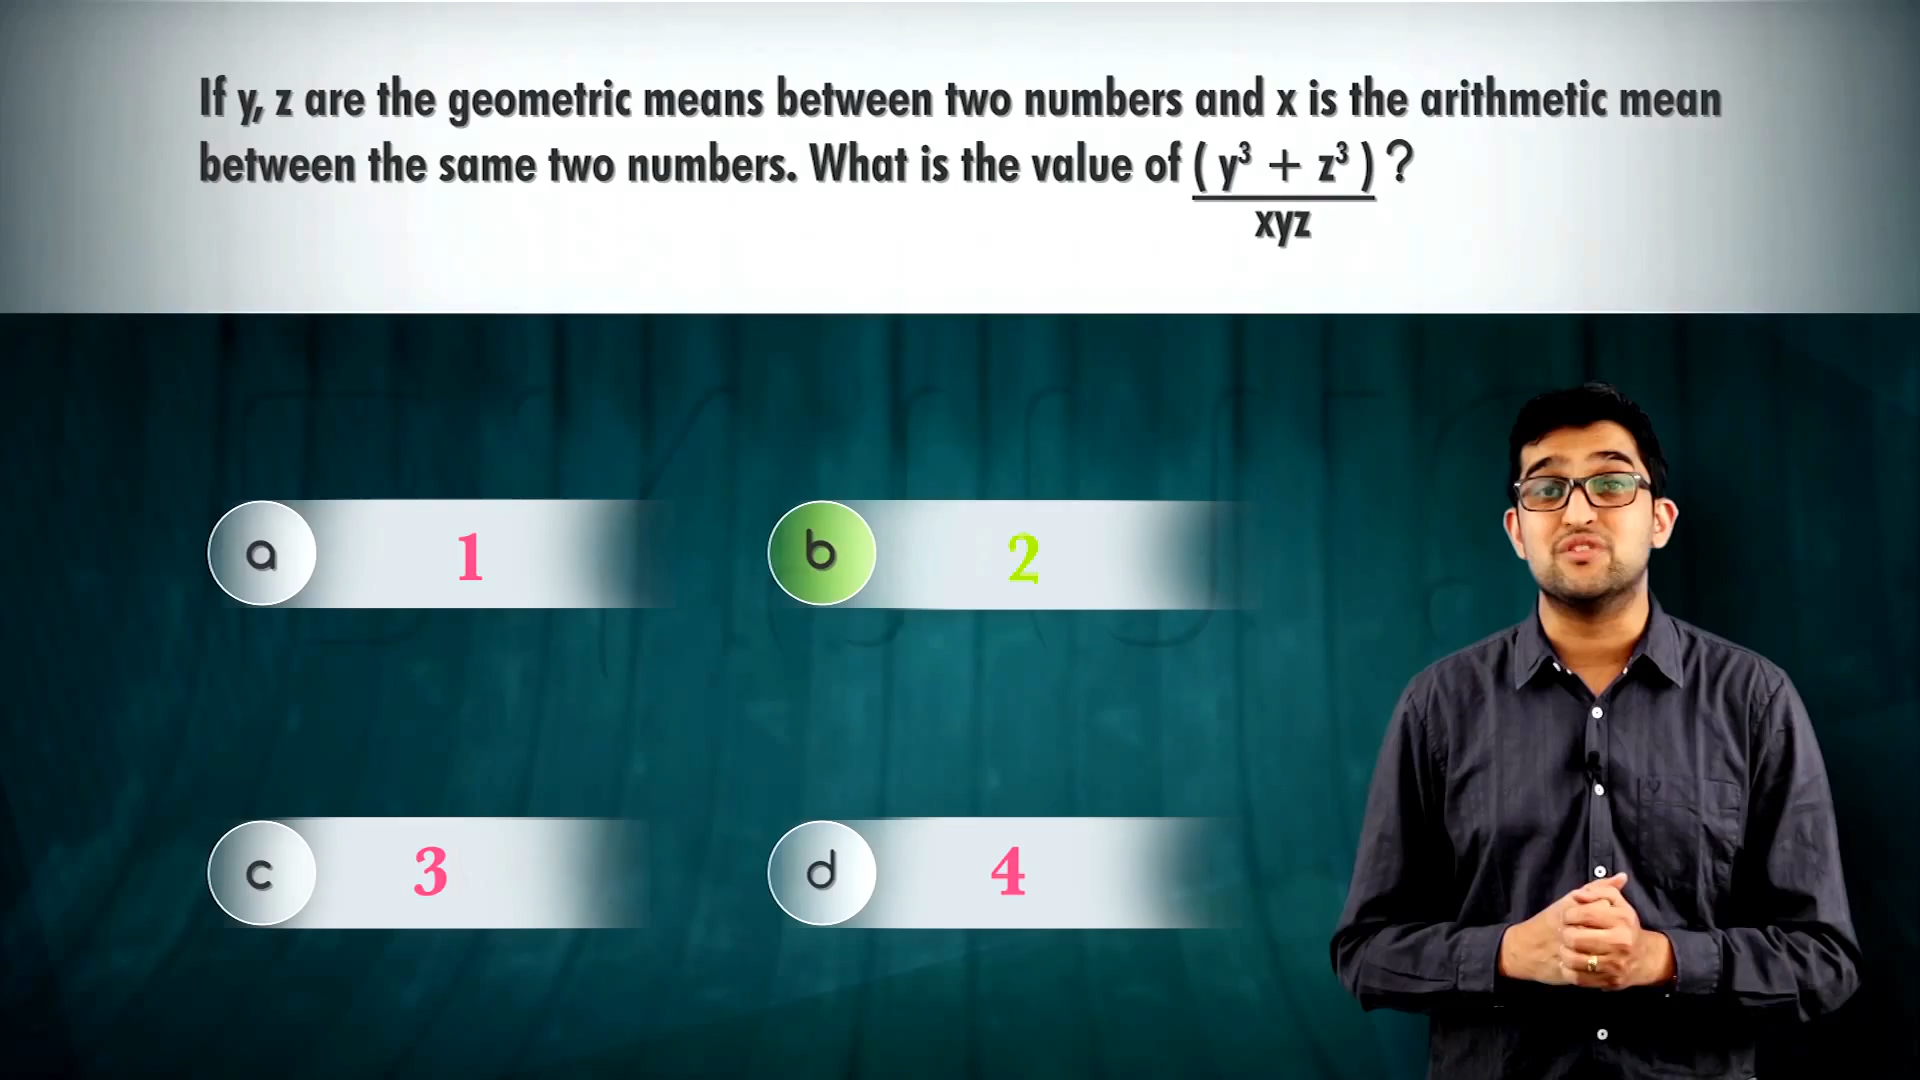 If y, z are the geometric means between two numbers and x is the arithmetic mean
between the same two numbers. What is the value of ( y³ + z³ ) ?
xyz
a 1
b 2
c 3
d 4